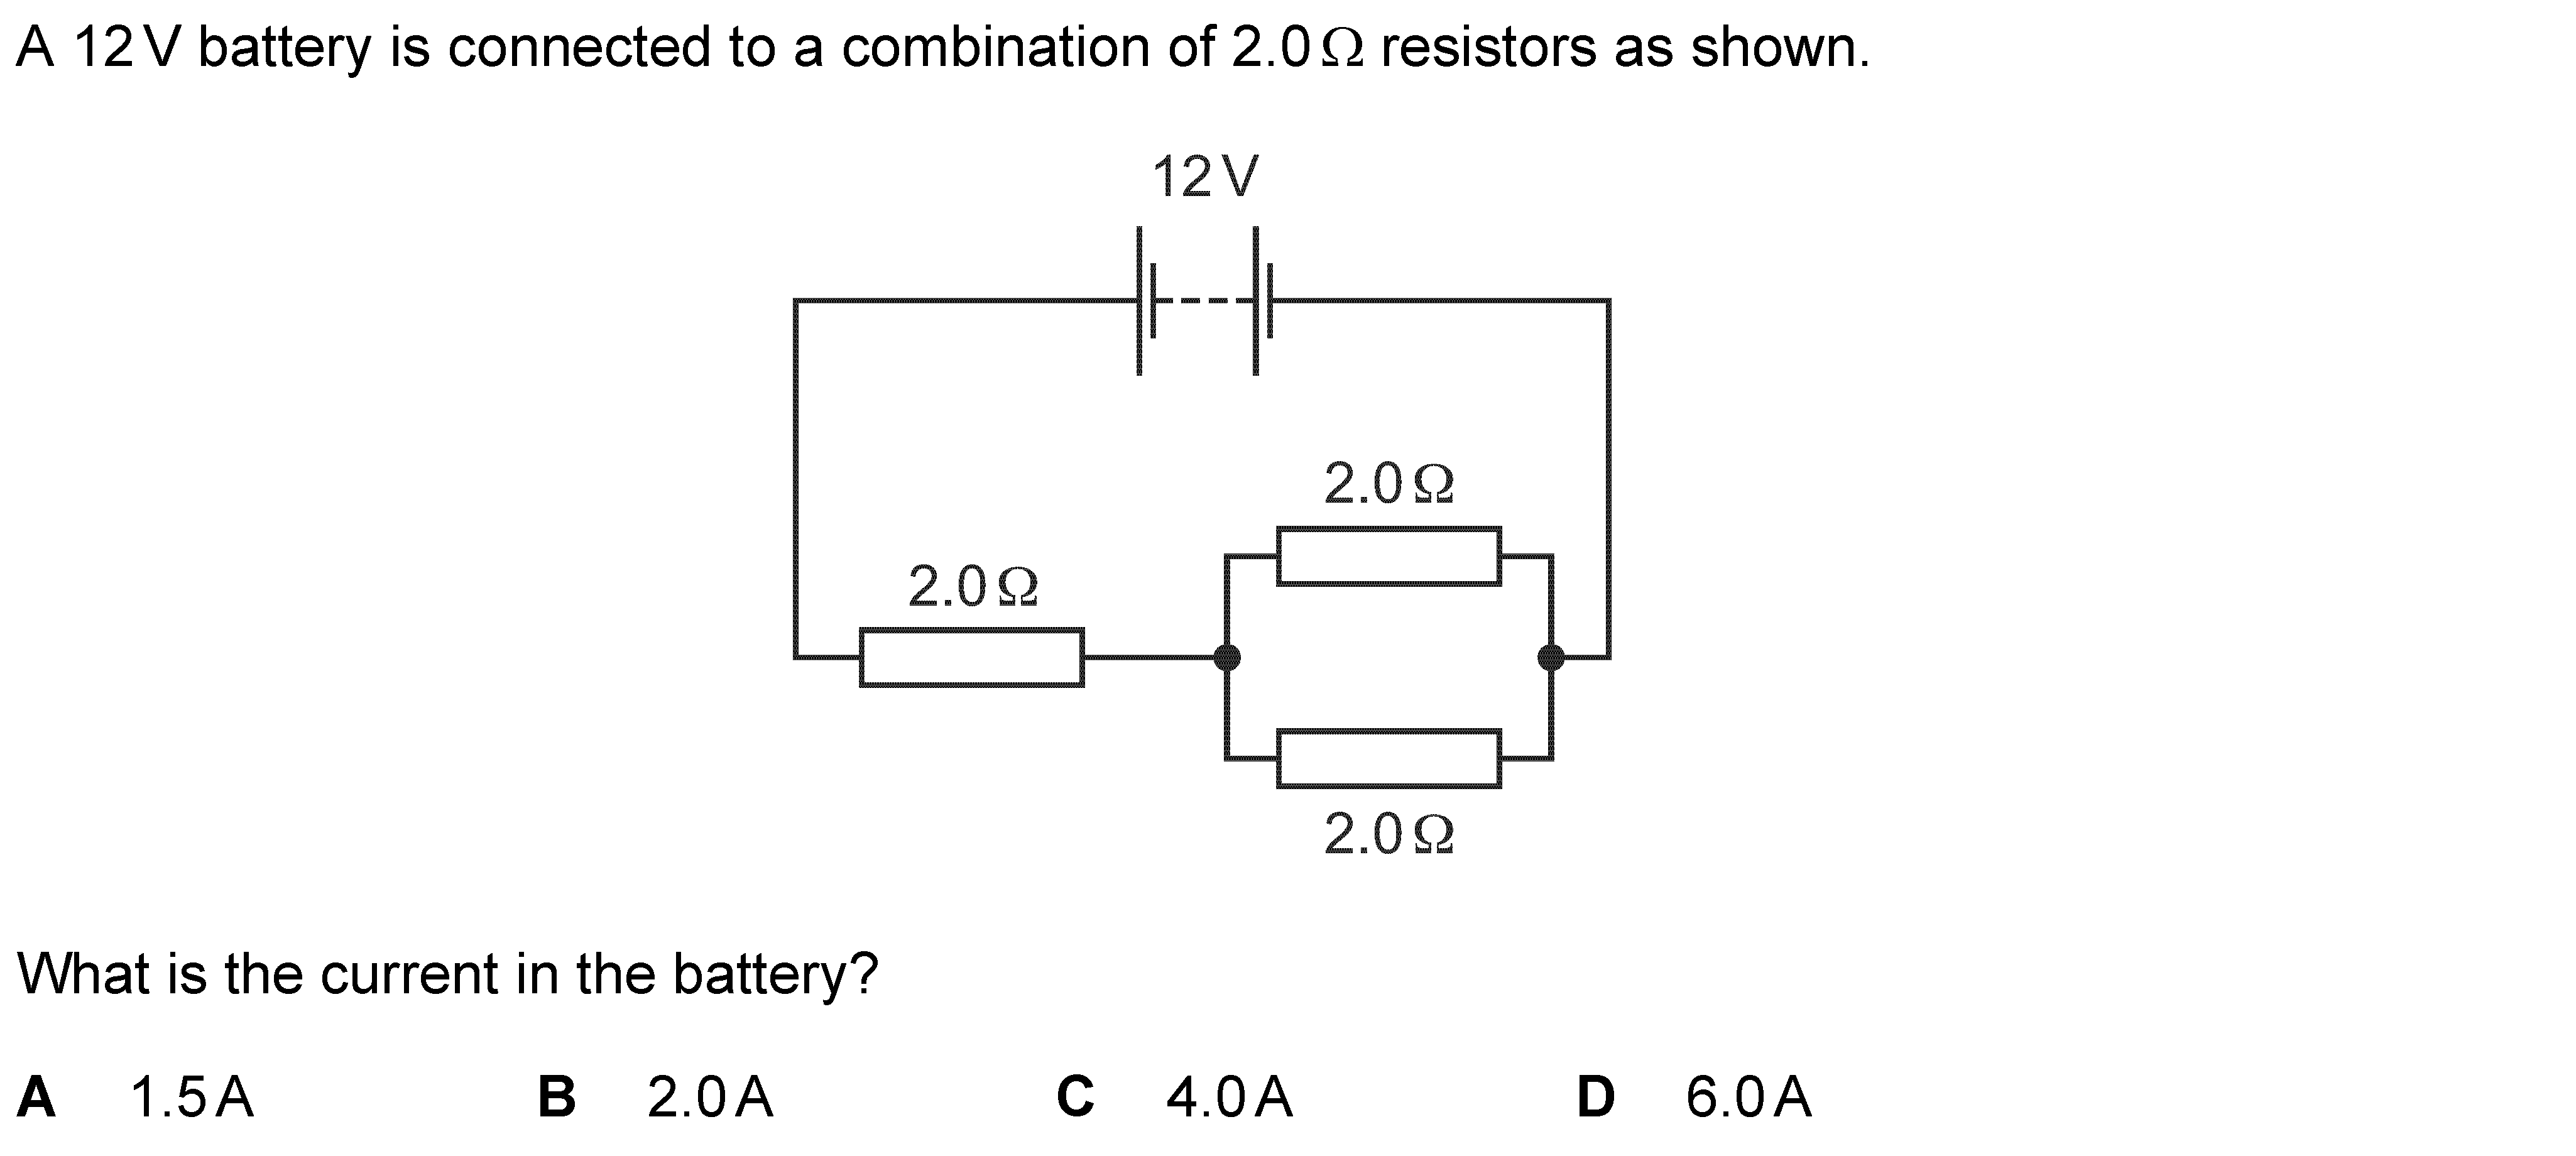 A 12 V battery is connected to a combination of 2.0 Ω resistors as shown.
12 V
2.0 Ω
2.0 Ω
2.0 Ω
What is the current in the battery?
A 1.5 A B 2.0 A C 4.0 A D 6.0 A